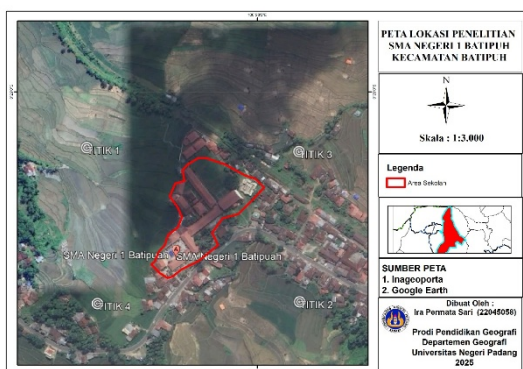 PETA LOKASI PENELITIAN
SMA NEGERI 1 BATIPUH
KECAMATAN BATIPUH
N
Skala : 1:3.000
Legenda
Area Sekolah
SUMBER PETA
1. Inageoporta
2. Google Earth
Dibuat Oleh :
Ira Permata Sari (22045058)
Prodi Pendidikan Geografi
Departemen Geografi
Universitas Negeri Padang
2025
TITIK 1
TITIK 3
SMA Negeri 1 Batipuah
SMA Negeri 1 Batipuah
TITIK 4
TITIK 2